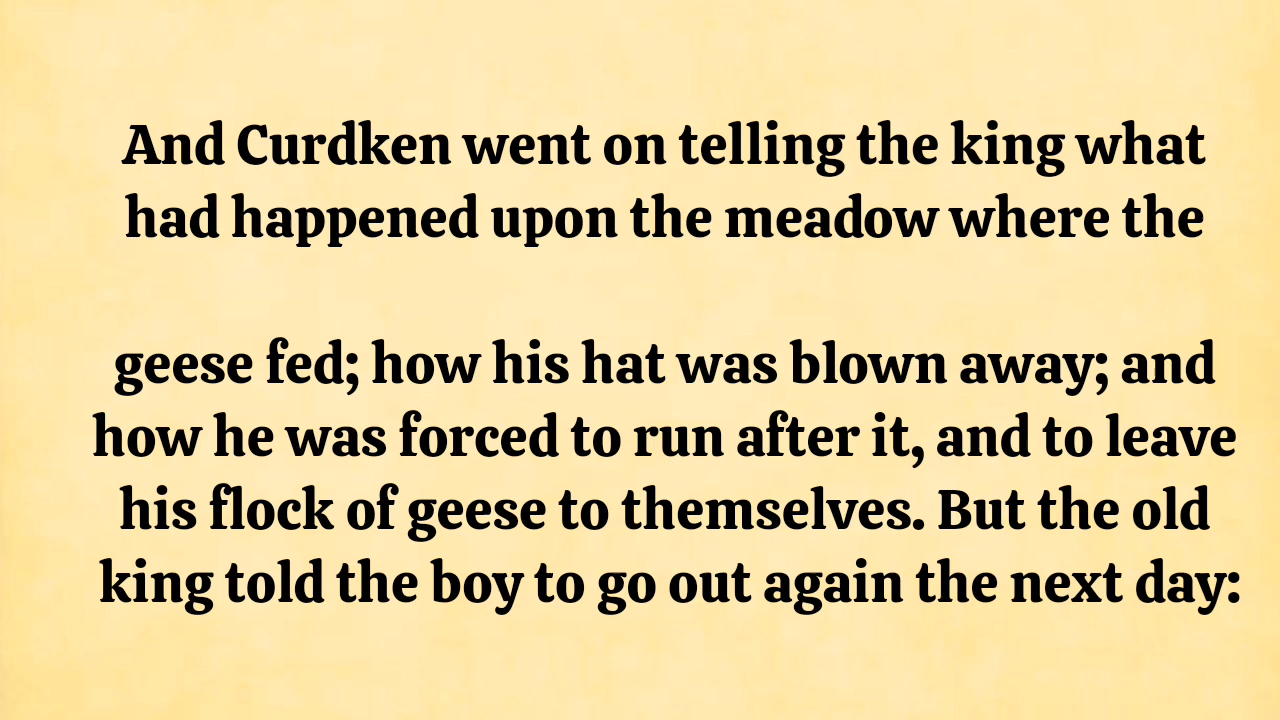 And Curdken went on telling the king what
had happened upon the meadow where the
geese fed; how his hat was blown away; and
how he was forced to run after it, and to leave
his flock of geese to themselves. But the old
king told the boy to go out again the next day: